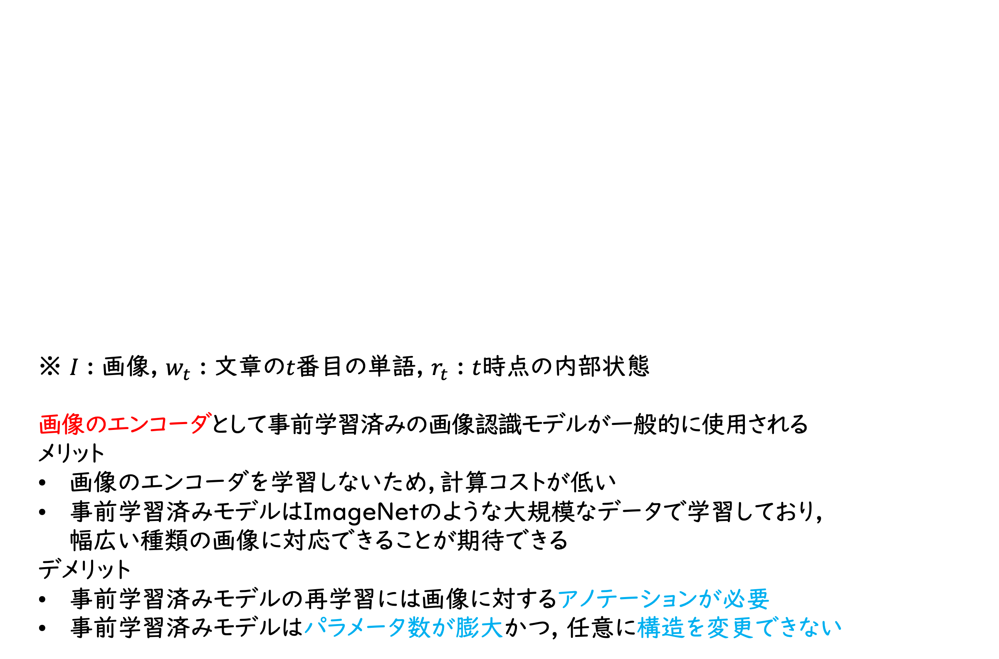 ※ I：画像, w_t：文章のt番目の単語, r_t：t時点の内部状態
画像のエンコーダとして事前学習済みの画像認識モデルが一般的に使用される
メリット
• 画像のエンコーダを学習しないため, 計算コストが低い
• 事前学習済みモデルはImageNetのような大規模なデータで学習しており,
幅広い種類の画像に対応できることが期待できる
デメリット
• 事前学習済みモデルの再学習には画像に対するアノテーションが必要
• 事前学習済みモデルはパラメータ数が膨大かつ, 任意に構造を変更できない